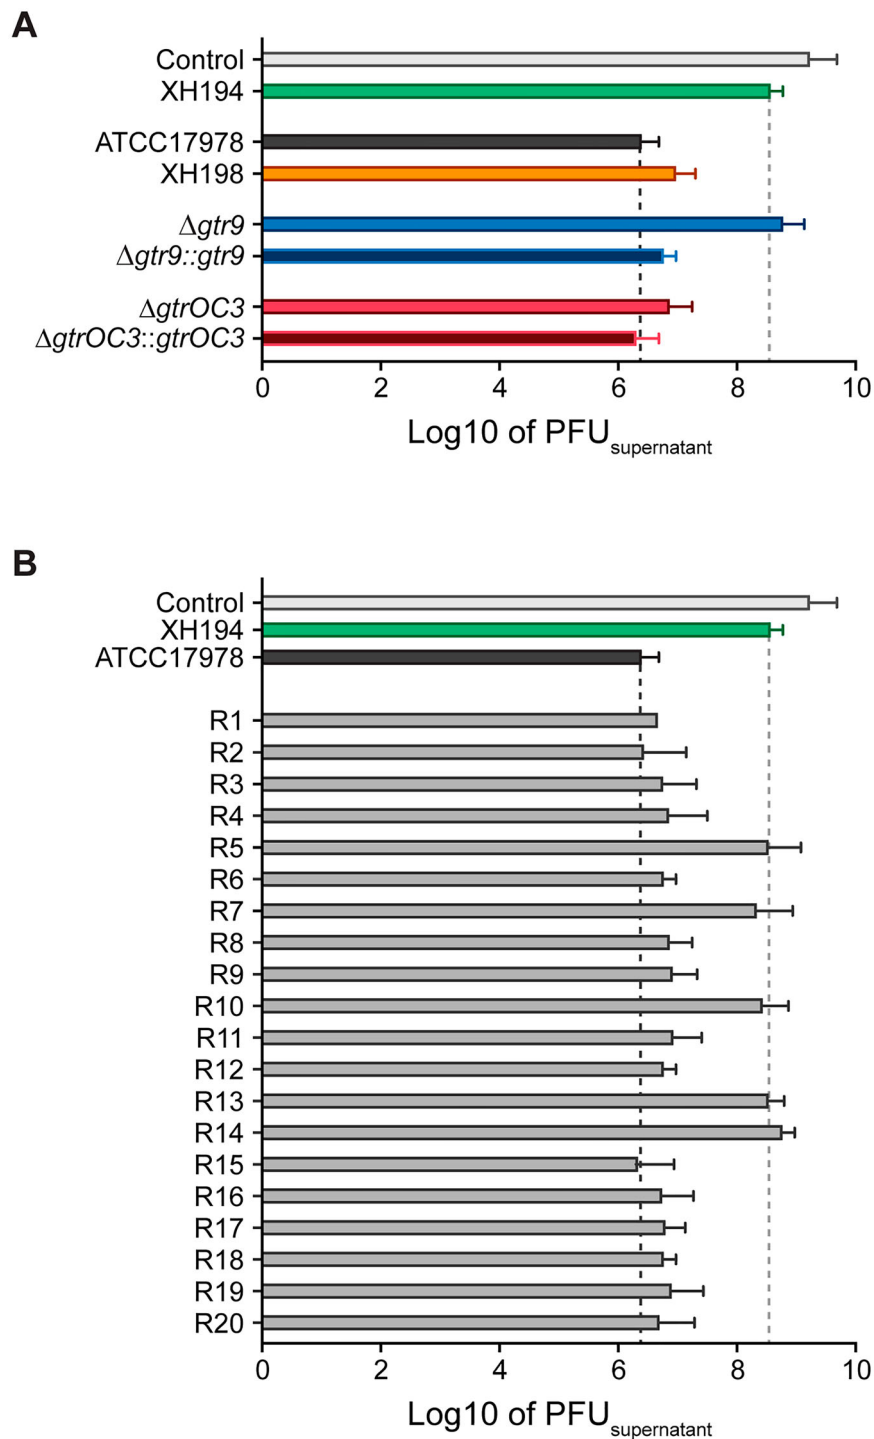 A
Control
XH194
ATCC17978
XH198
Δgtr9
Δgtr9::gtr9
ΔgtrOC3
ΔgtrOC3::gtrOC3
0 2 4 6 8 10
Log10 of PFUsupernatant
B
Control
XH194
ATCC17978
R1
R2
R3
R4
R5
R6
R7
R8
R9
R10
R11
R12
R13
R14
R15
R16
R17
R18
R19
R20
0 2 4 6 8 10
Log10 of PFUsupernatant